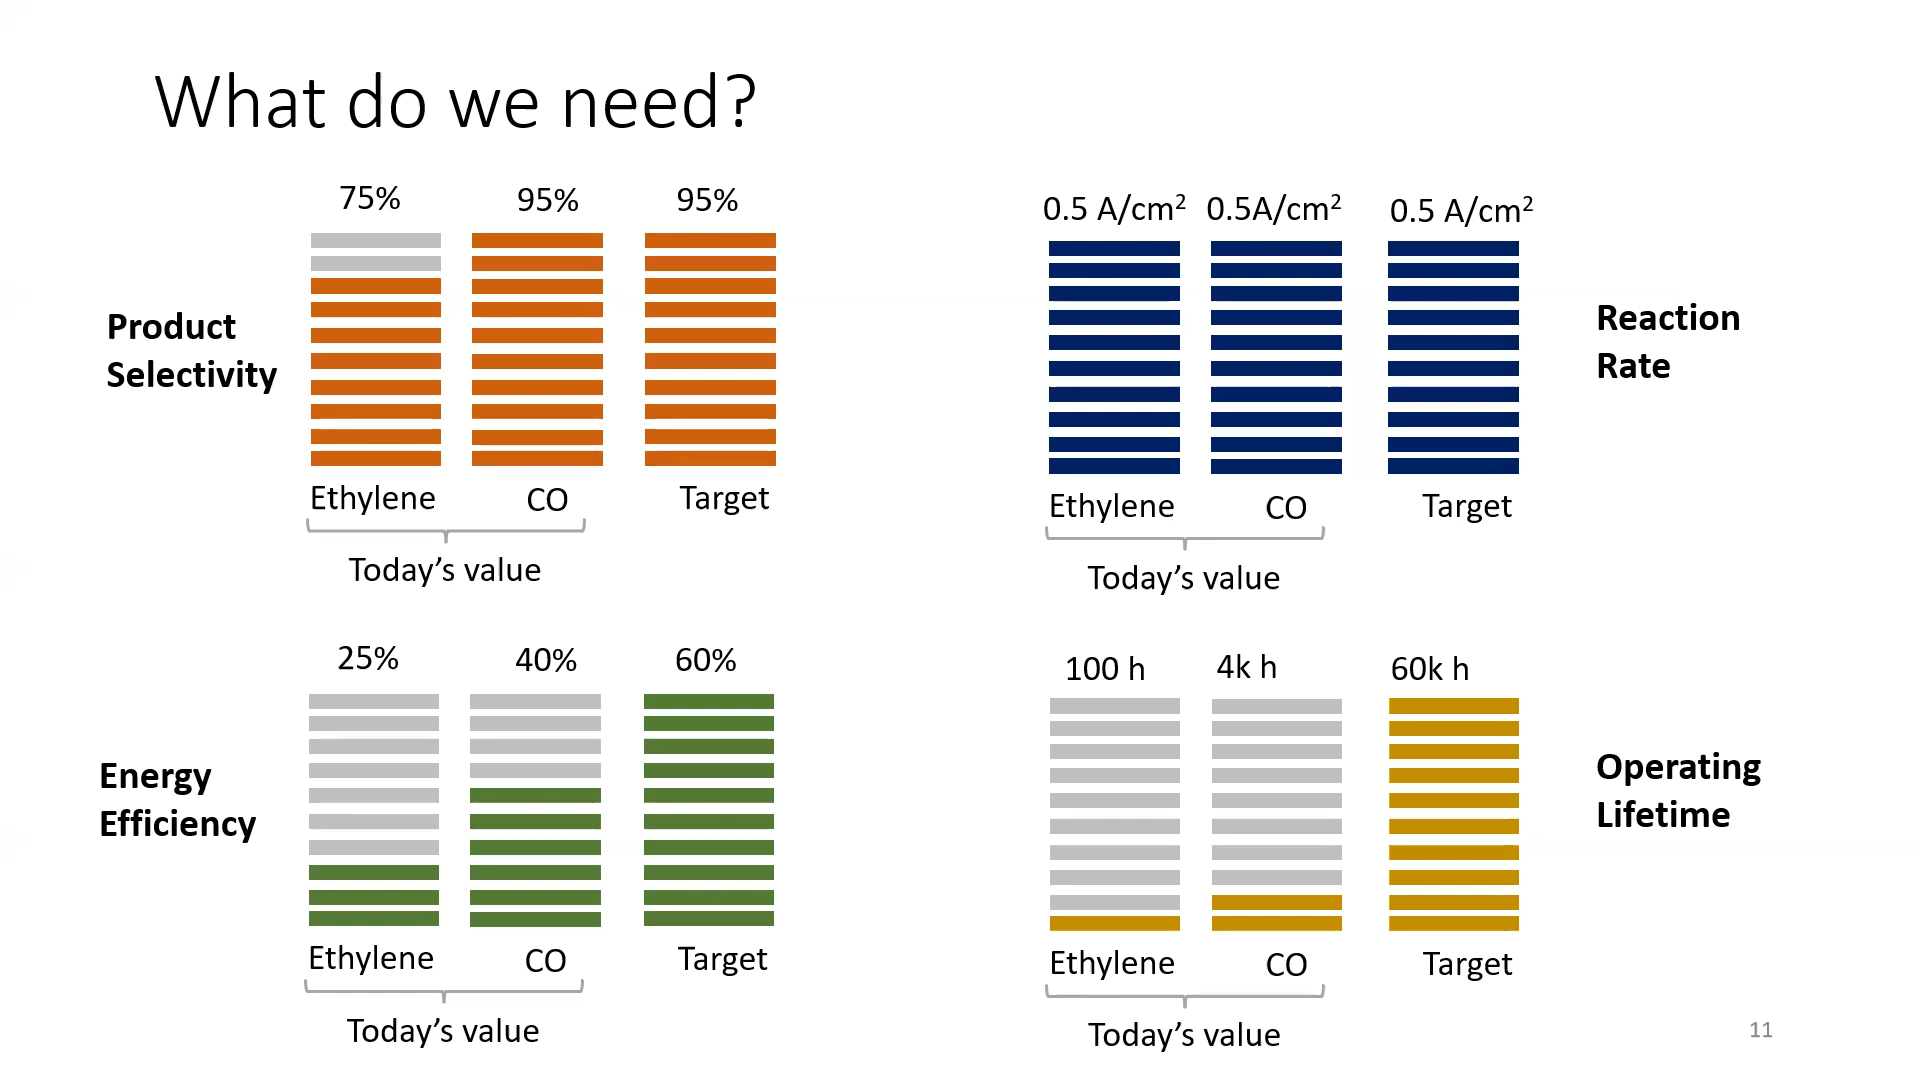 What do we need?
75% 95% 95%
Product
Selectivity
Ethylene CO Target
Today’s value
0.5 A/cm² 0.5A/cm² 0.5 A/cm²
Reaction
Rate
Ethylene CO Target
Today’s value
25% 40% 60%
Energy
Efficiency
Ethylene CO Target
Today’s value
100 h 4k h 60k h
Operating
Lifetime
Ethylene CO Target
Today’s value
11